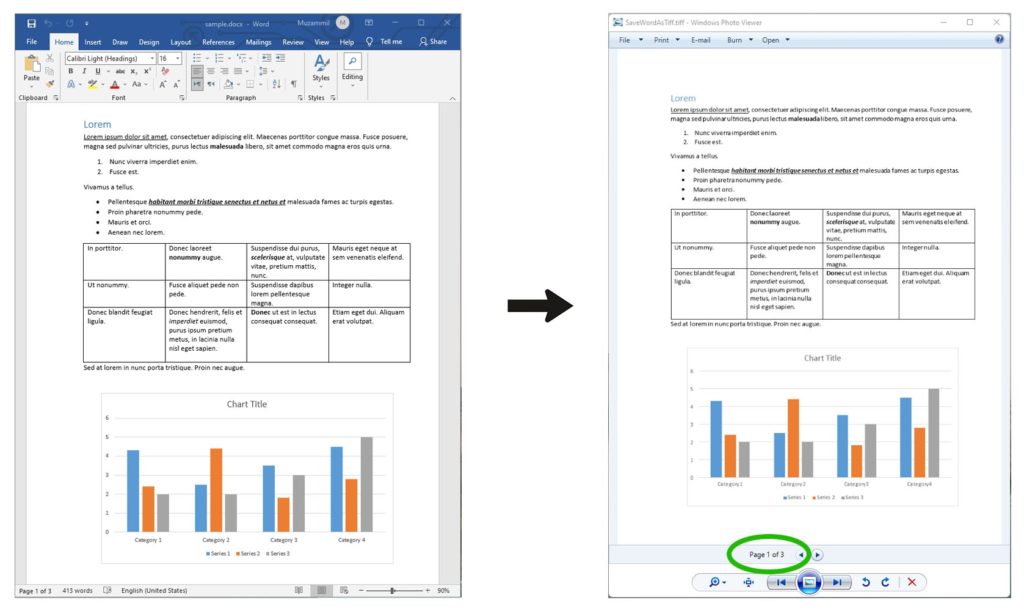 sample.docx - Word
Muzammil
M
File Home Insert Draw Design Layout References Mailings Review View Help Tell me Share
Calibri Light (Headings) 16
Paste
B I U abc x₂ x²
A A Aa A A
Styles
Editing
Clipboard Font Paragraph Styles
Lorem
Lorem ipsum dolor sit amet, consectetuer adipiscing elit. Maecenas porttitor congue massa. Fusce posuere,
magna sed pulvinar ultricies, purus lectus malesuada libero, sit amet commodo magna eros quis urna.
1. Nunc viverra imperdiet enim.
2. Fusce est.
Vivamus a tellus.
• Pellentesque habitant morbi tristique senectus et netus et malesuada fames ac turpis egestas.
• Proin pharetra nonummy pede.
• Mauris et orci.
• Aenean nec lorem.
In porttitor.
Donec laoreet
nonummy augue.
Suspendisse dui purus,
scelerisque at, vulputate
vitae, pretium mattis,
nunc.
Mauris eget neque at
sem venenatis eleifend.
Ut nonummy.
Fusce aliquet pede non
pede.
Suspendisse dapibus
lorem pellentesque
magna.
Integer nulla.
Donec blandit feugiat
ligula.
Donec hendrerit, felis et
imperdiet euismod,
purus ipsum pretium
metus, in lacinia nulla
nisl eget sapien.
Donec ut est in lectus
consequat consequat.
Etiam eget dui. Aliquam
erat volutpat.
Sed at lorem in nunc porta tristique. Proin nec augue.
Chart Title
6
5
4
3
2
1
0
Category 1 Category 2 Category 3 Category 4
Series 1 Series 2 Series 3
Page 1 of 3 413 words English (United States) 90%
SaveWordAsTiff.tiff - Windows Photo Viewer
File Print E-mail Burn Open
Lorem
Lorem ipsum dolor sit amet, consectetuer adipiscing elit. Maecenas porttitor congue massa. Fusce posuere,
magna sed pulvinar ultricies, purus lectus malesuada libero, sit amet commodo magna eros quis urna.
1. Nunc viverra imperdiet enim.
2. Fusce est.
Vivamus a tellus.
• Pellentesque habitant morbi tristique senectus et netus et malesuada fames ac turpis egestas.
• Proin pharetra nonummy pede.
• Mauris et orci.
• Aenean nec lorem.
In porttitor.
Donec laoreet
nonummy augue.
Suspendisse dui purus,
scelerisque at, vulputate
vitae, pretium mattis,
nunc.
Mauris eget neque at
sem venenatis eleifend.
Ut nonummy.
Fusce aliquet pede non
pede.
Suspendisse dapibus
lorem pellentesque
magna.
Integer nulla.
Donec blandit feugiat
ligula.
Donec hendrerit, felis et
imperdiet euismod,
purus ipsum pretium
metus, in lacinia nulla
nisl eget sapien.
Donec ut est in lectus
consequat consequat.
Etiam eget dui. Aliquam
erat volutpat.
Sed at lorem in nunc porta tristique. Proin nec augue.
Chart Title
6
5
4
3
2
1
0
Category 1 Category 2 Category 3 Category 4
Series 1 Series 2 Series 3
Page 1 of 3